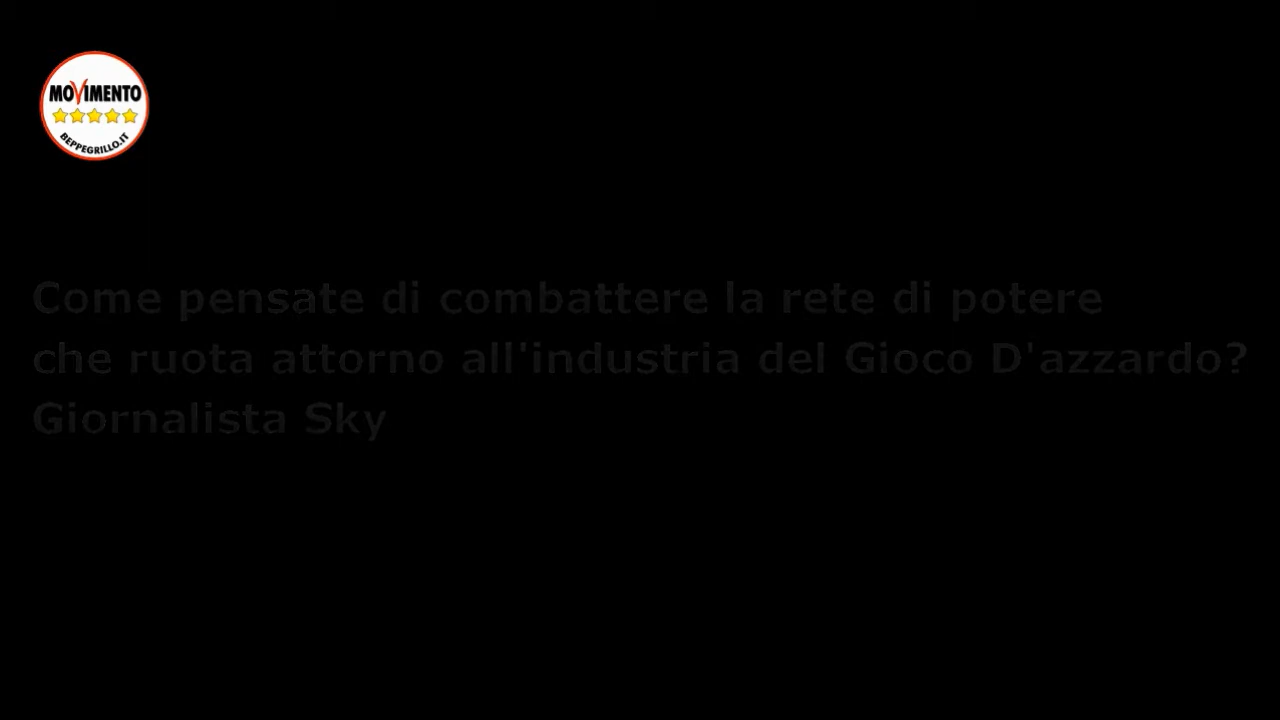 MOVIMENTO
BEPPEGRILLO.IT
Come pensate di combattere la rete di potere
che ruota attorno all'industria del Gioco D'azzardo?
Giornalista Sky